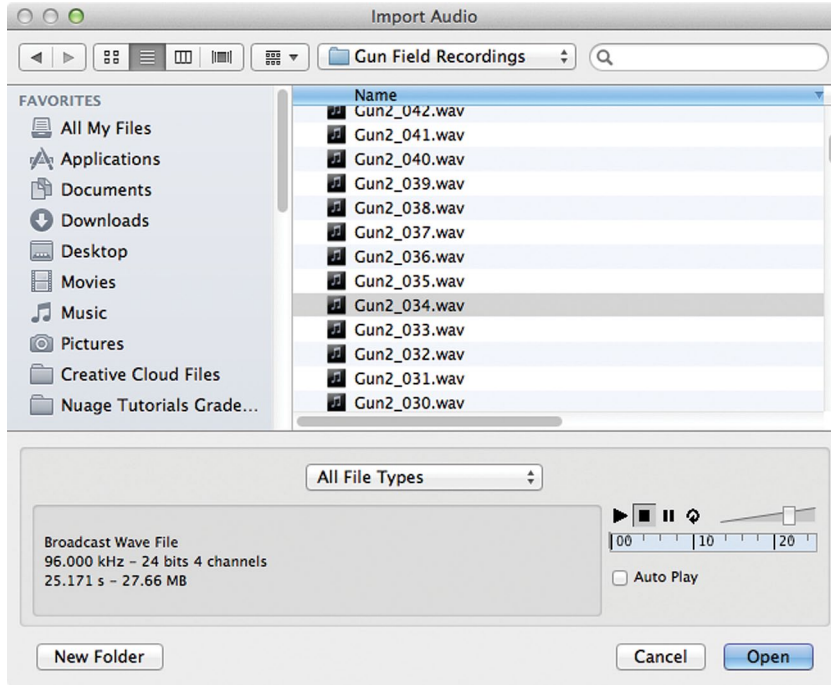 Import Audio
Gun Field Recordings
FAVORITES
All My Files
Applications
Documents
Downloads
Desktop
Movies
Music
Pictures
Creative Cloud Files
Nuage Tutorials Grade...
Name
Gun2_042.wav
Gun2_041.wav
Gun2_040.wav
Gun2_039.wav
Gun2_038.wav
Gun2_037.wav
Gun2_036.wav
Gun2_035.wav
Gun2_034.wav
Gun2_033.wav
Gun2_032.wav
Gun2_031.wav
Gun2_030.wav
All File Types
Broadcast Wave File
96.000 kHz - 24 bits 4 channels
25.171 s - 27.66 MB
00 10 20
Auto Play
New Folder
Cancel
Open